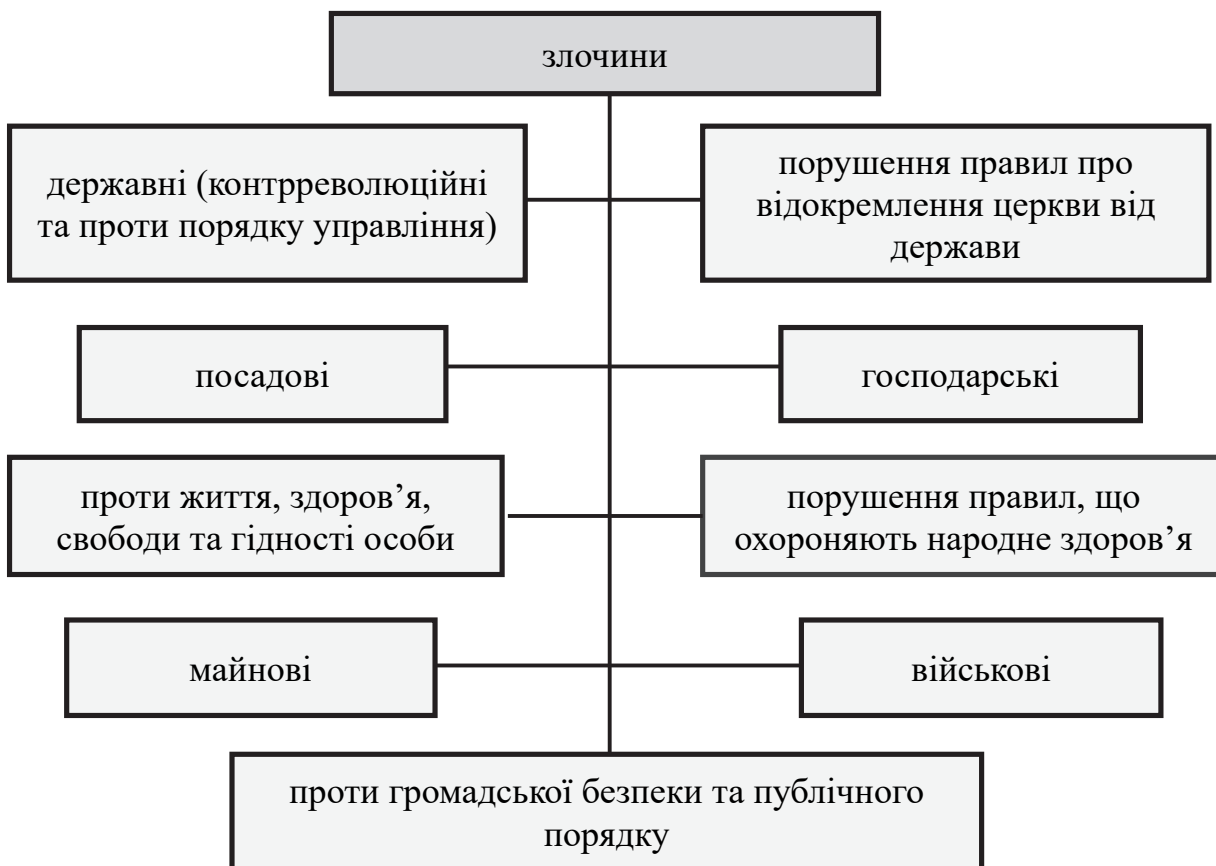 злочини
державні (контрреволюційні
та проти порядку управління)
порушення правил про
відокремлення церкви від
держави
посадові
господарські
проти життя, здоров’я,
свободи та гідності особи
порушення правил, що
охороняють народне здоров’я
майнові
військові
проти громадської безпеки та публічного
порядку